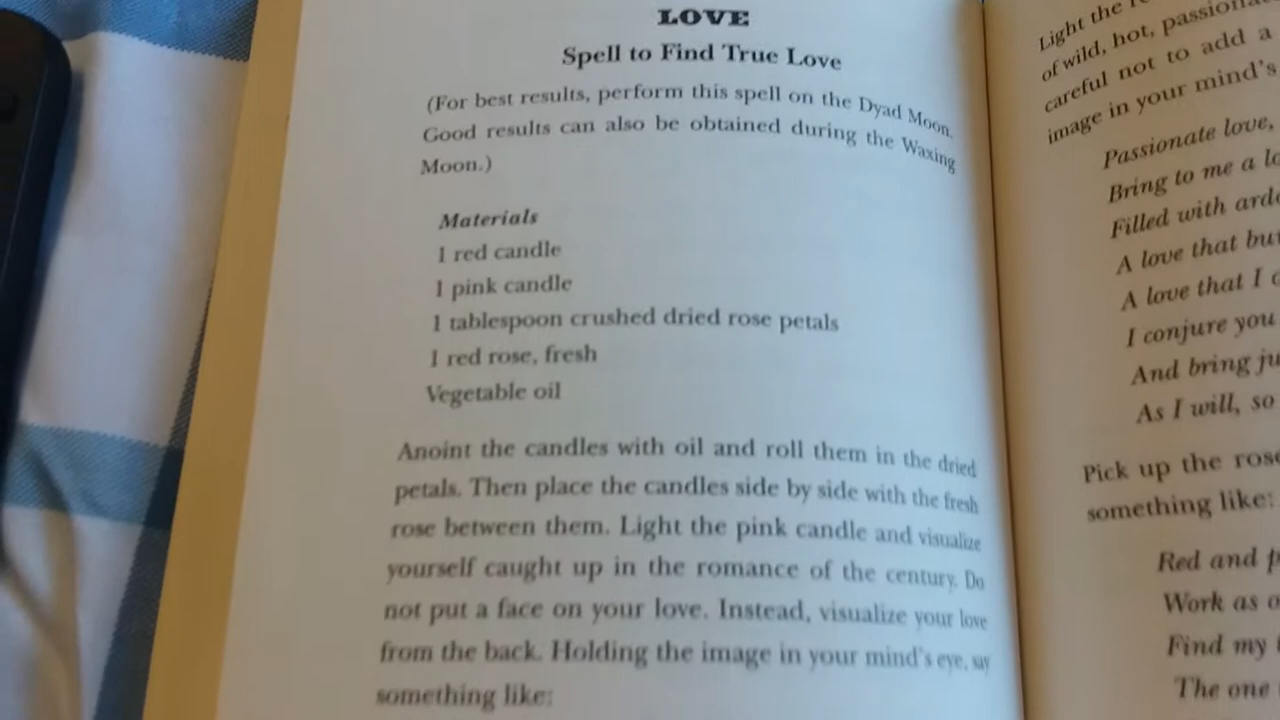 LOVE
Spell to Find True Love
(For best results, perform this spell on the Dyad Moon.
Good results can also be obtained during the Waxing
Moon.)
Materials
1 red candle
1 pink candle
1 tablespoon crushed dried rose petals
1 red rose, fresh
Vegetable oil
Anoint the candles with oil and roll them in the dried
petals. Then place the candles side by side with the fresh
rose between them. Light the pink candle and visualize
yourself caught up in the romance of the century. Do
not put a face on your love. Instead, visualize your love
from the back. Holding the image in your mind's eye, say
something like:
Light the
of wild, hot,
careful not to add a
image in your mind's
Passionate love,
Bring to me a
Filled with
A love that
A love that I
I conjure you
And bring
As I will, so
Pick up the
something like:
Red and
Work as
Find my
The one